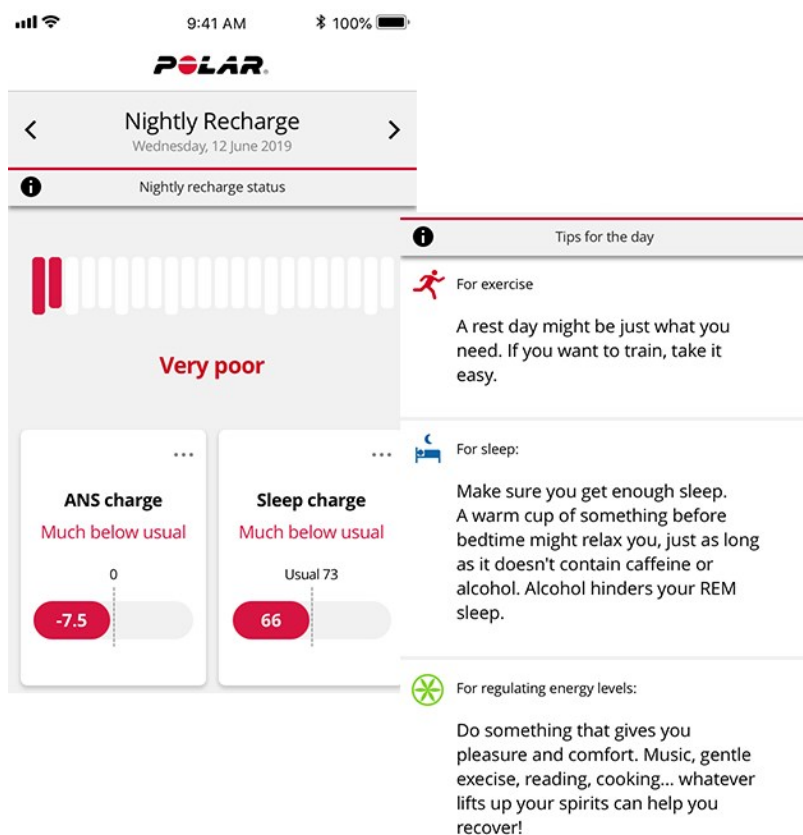 9:41 AM
100%
POLAR.
Nightly Recharge
Wednesday, 12 June 2019
Nightly recharge status
Very poor
ANS charge
Much below usual
0
-7.5
Sleep charge
Much below usual
Usual 73
66
Tips for the day
For exercise
A rest day might be just what you
need. If you want to train, take it
easy.
For sleep:
Make sure you get enough sleep.
A warm cup of something before
bedtime might relax you, just as long
as it doesn't contain caffeine or
alcohol. Alcohol hinders your REM
sleep.
For regulating energy levels:
Do something that gives you
pleasure and comfort. Music, gentle
execise, reading, cooking... whatever
lifts up your spirits can help you
recover!